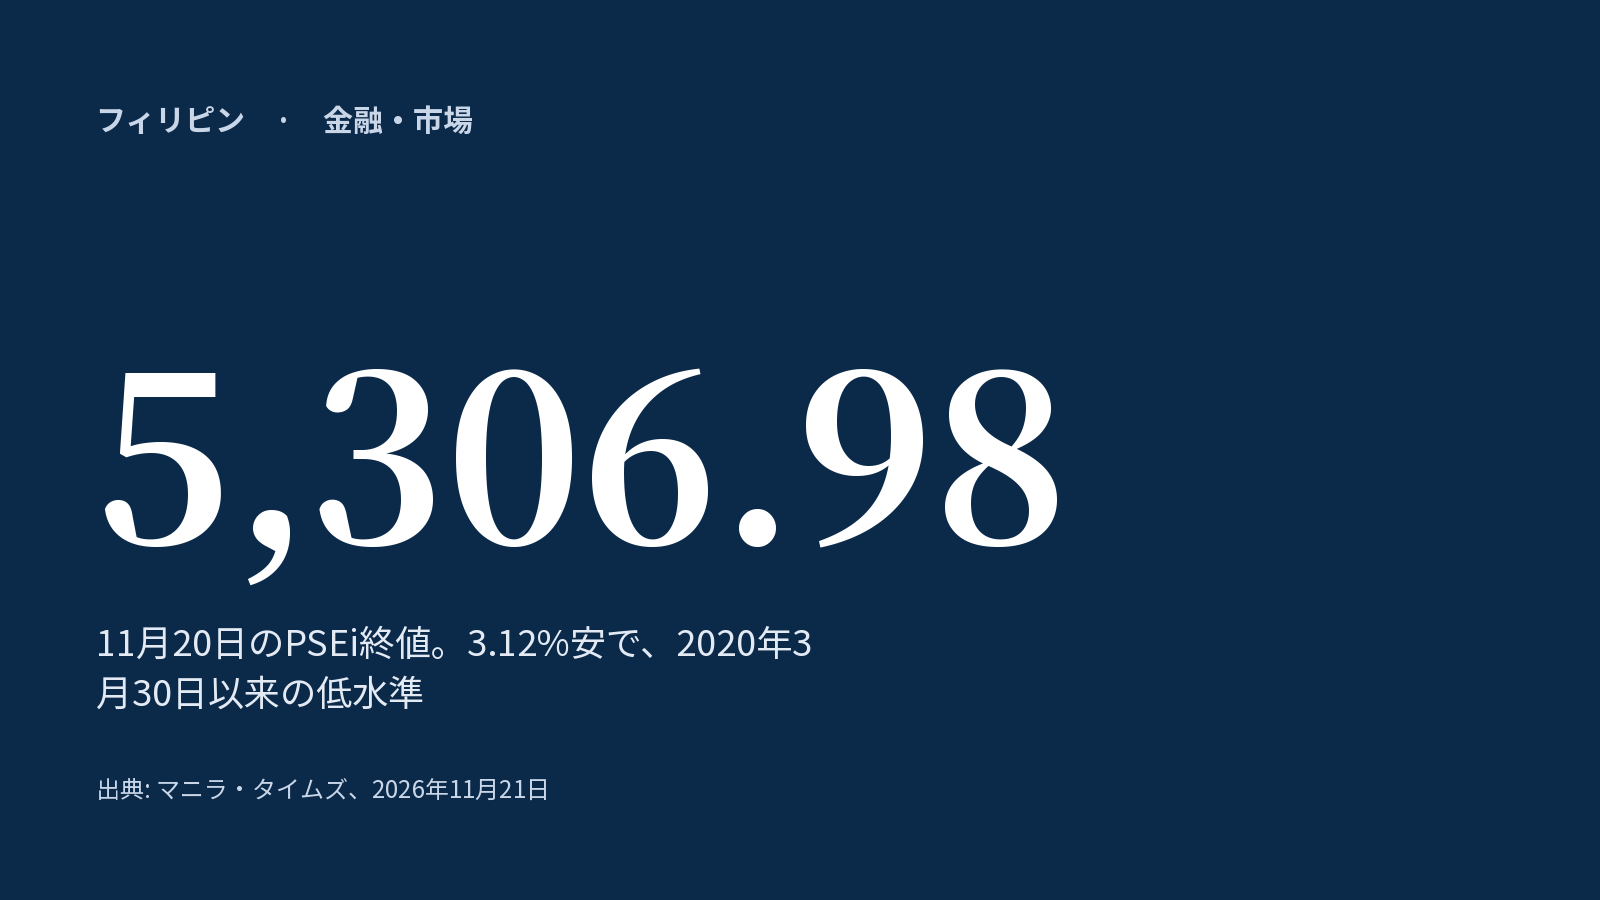 フィリピン · 金融・市場
5,306.98
11月20日のPSEi終値。3.12%安で、2020年3
月30日以来の低水準
出典: マニラ・タイムズ、2026年11月21日